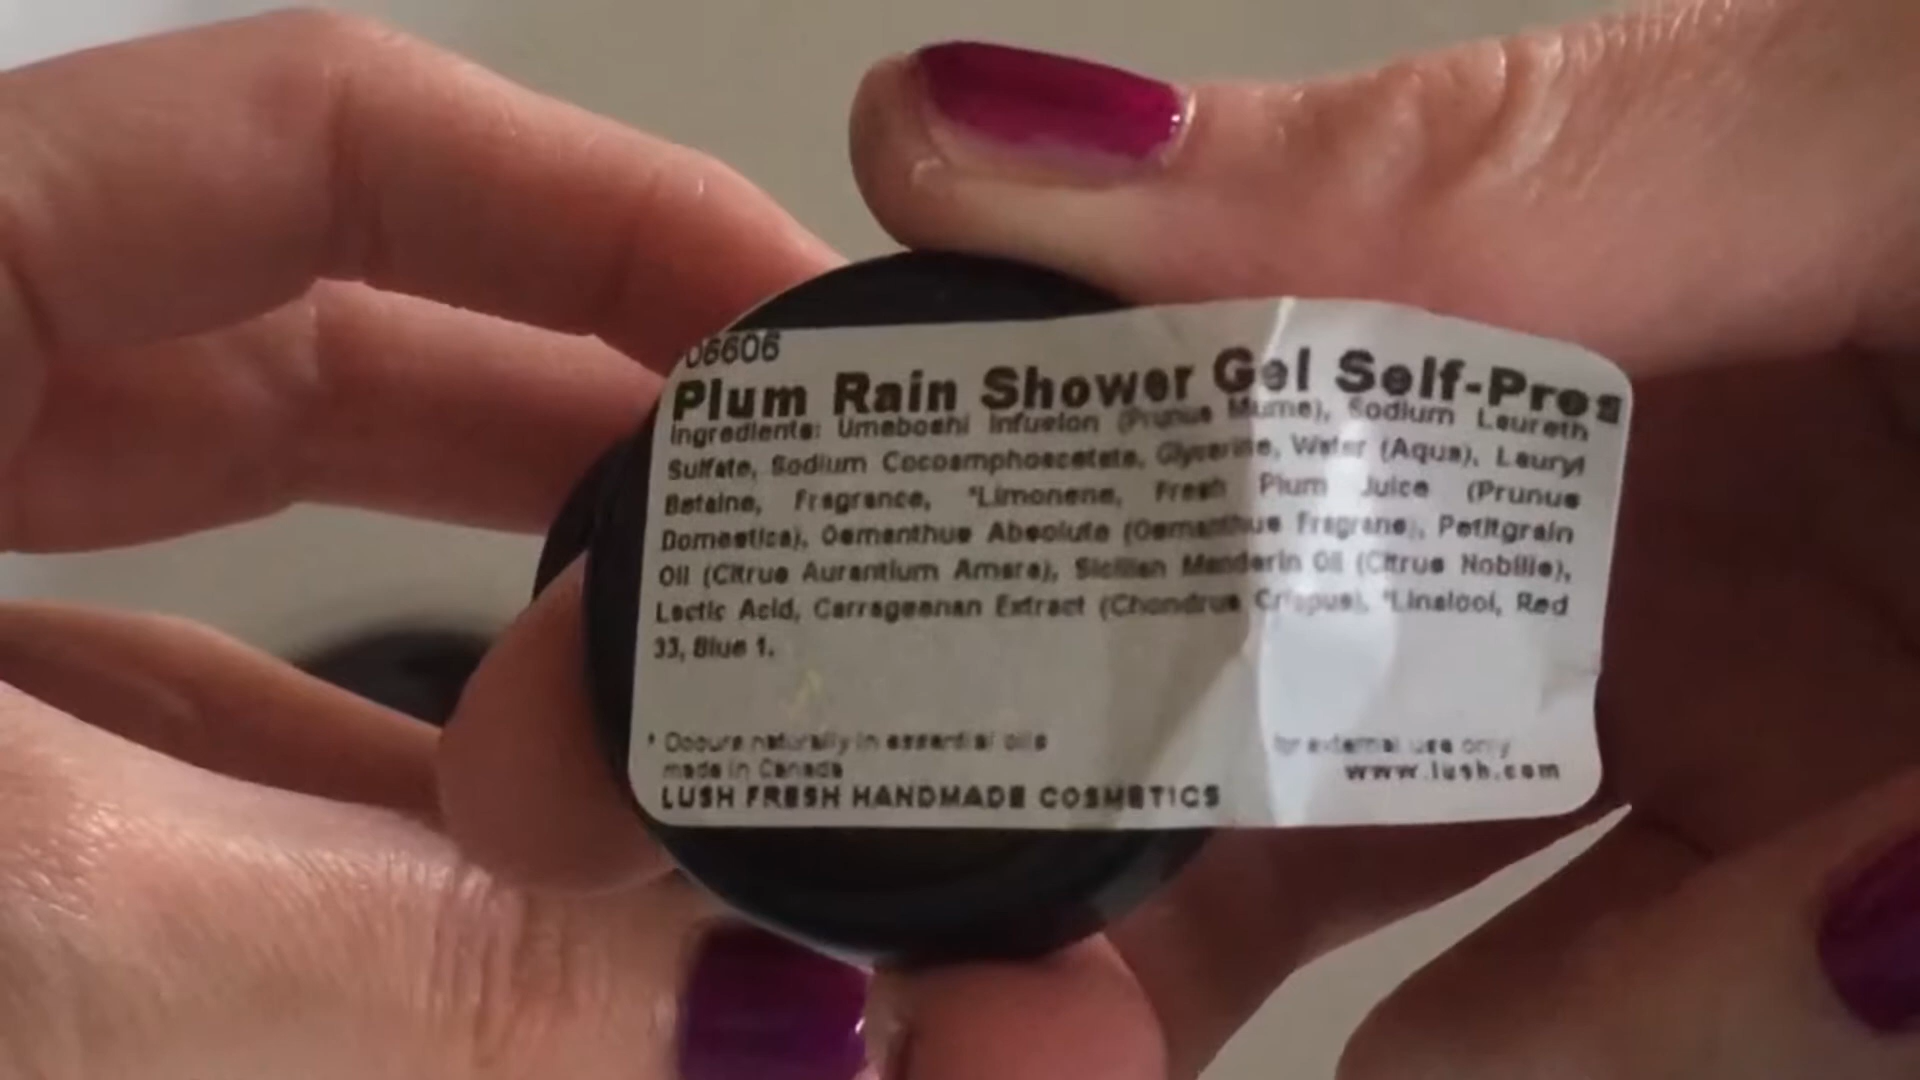 06606
Plum Rain Shower Gel Self-Pres
Ingredients: Umeboshi Infusion (Prunus Mume), Sodium Laureth
Sulfate, Sodium Cocoamphoacetate, Glycerine, Water (Aqua), Lauryl
Betaine, Fragrance, *Limonene, Fresh Plum Juice (Prunus
Domestica), Osmanthus Absolute (Osmanthus Fragrans), Petitgrain
Oil (Citrus Aurantium Amara), Sicilian Mandarin Oil (Citrus Nobilis),
Lactic Acid, Carrageenan Extract (Chondrus Crispus), *Linalool, Red
33, Blue 1.
* Occurs naturally in essential oils
for external use only
made in Canada
www.lush.com
LUSH FRESH HANDMADE COSMETICS